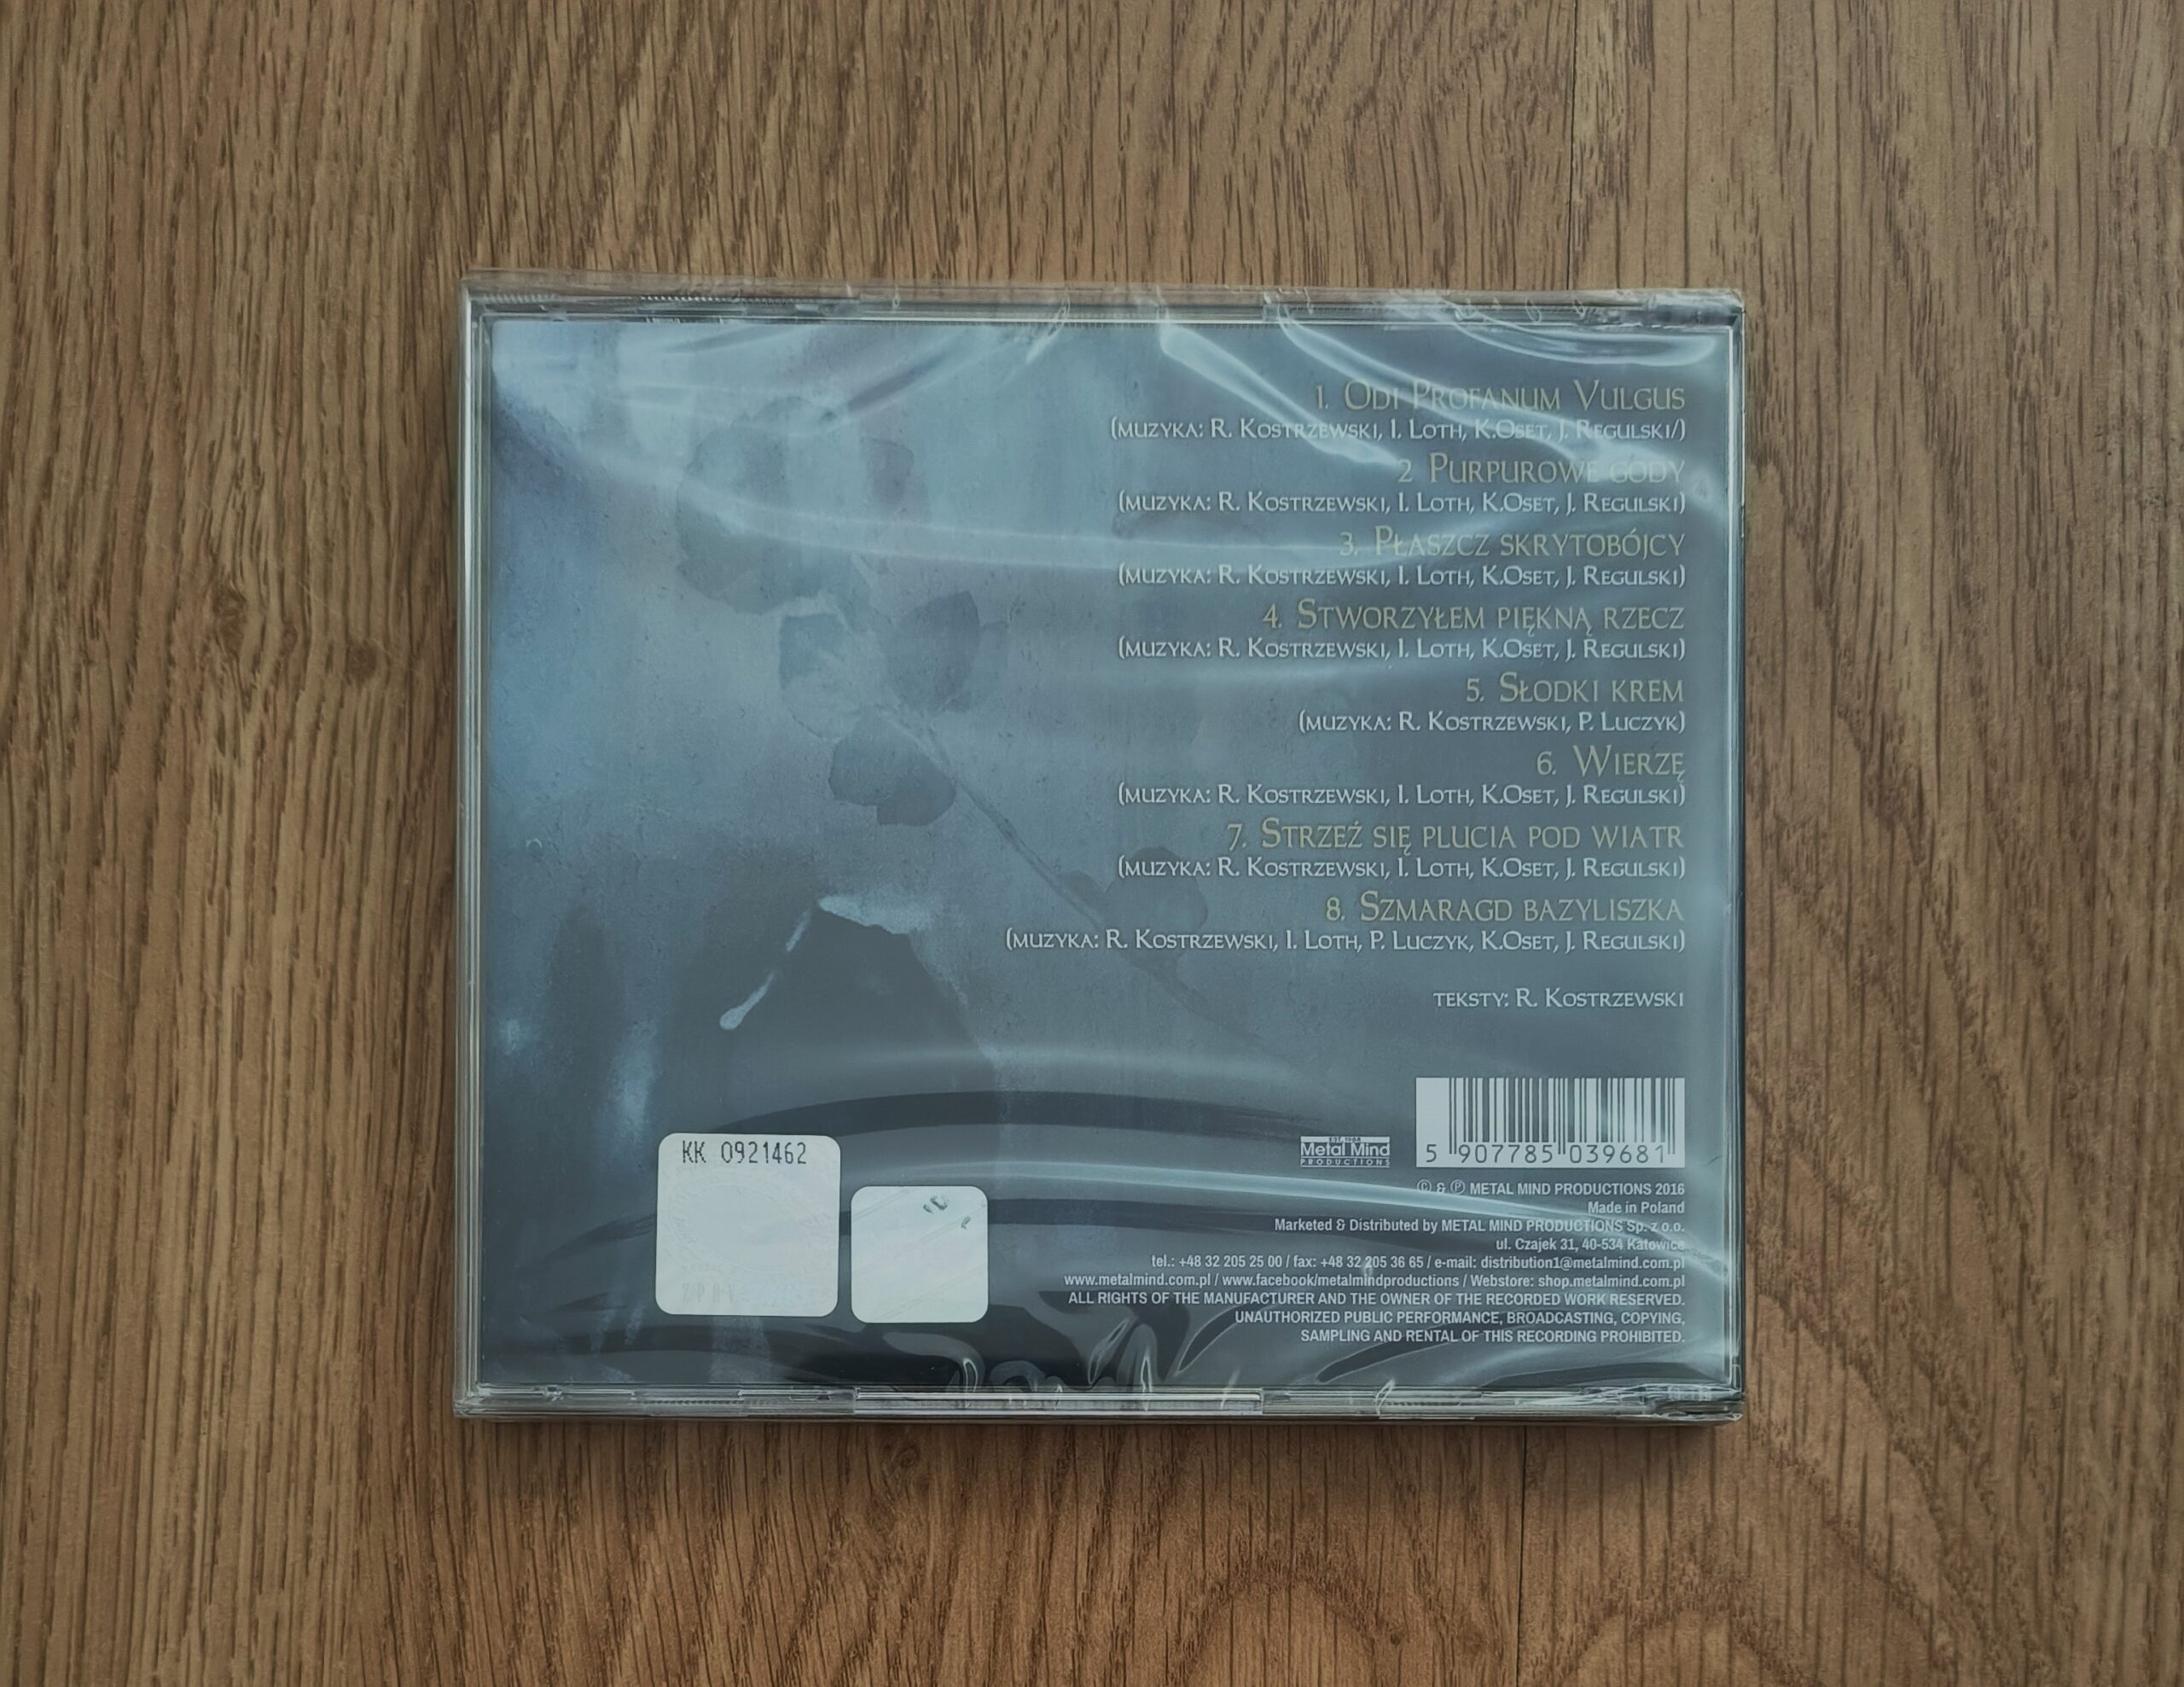 1. Odi Profanum Vulgus
(muzyka: R. Kostrzewski, I. Loth, K.Oset, J. Regulski/)
2 Purpurowe gody
(muzyka: R. Kostrzewski, I. Loth, K.Oset, J. Regulski)
3. Płaszcz skrytobójcy
(muzyka: R. Kostrzewski, I. Loth, K.Oset, J. Regulski)
4. Stworzyłem piękną rzecz
(muzyka: R. Kostrzewski, I. Loth, K.Oset, J. Regulski)
5. Słodki krem
(muzyka: R. Kostrzewski, P. Luczyk)
6. Wierzę
(muzyka: R. Kostrzewski, I. Loth, K.Oset, J. Regulski)
7. Strzeż się plucia pod wiatr
(muzyka: R. Kostrzewski, I. Loth, K.Oset, J. Regulski)
8. Szmaragd bazyliszka
(muzyka: R. Kostrzewski, I. Loth, P. Luczyk, K.Oset, J. Regulski)
teksty: R. Kostrzewski
KK 0921462
Metal Mind
PRODUCTIONS
5 907785 039681
© & ℗ METAL MIND PRODUCTIONS 2016
Made in Poland
Marketed & Distributed by METAL MIND PRODUCTIONS Sp. z o.o.
ul. Czajek 31, 40-534 Katowice
tel.: +48 32 205 25 00 / fax: +48 32 205 36 65 / e-mail: distribution1@metalmind.com.pl
www.metalmind.com.pl / www.facebook/metalmindproductions / Webstore: shop.metalmind.com.pl
ALL RIGHTS OF THE MANUFACTURER AND THE OWNER OF THE RECORDED WORK RESERVED.
UNAUTHORIZED PUBLIC PERFORMANCE, BROADCASTING, COPYING,
SAMPLING AND RENTAL OF THIS RECORDING PROHIBITED.